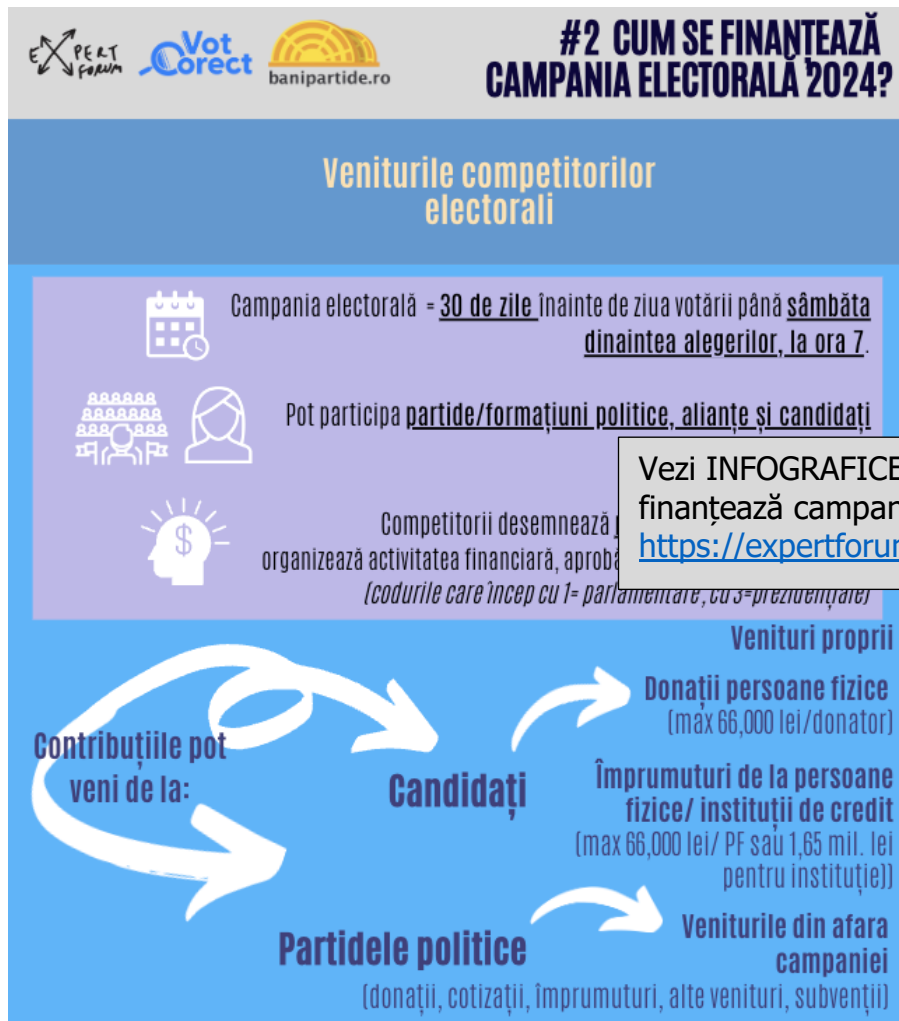 EXPERT
FORUM
Vot
Corect
banipartide.ro
#2 CUM SE FINANȚEAZĂ
CAMPANIA ELECTORALĂ 2024?
Veniturile competitorilor
electorali
Campania electorală = 30 de zile înainte de ziua votării până sâmbăta
dinaintea alegerilor, la ora 7.
Pot participa partide/formațiuni politice, alianțe și candidați
Vezi INFOGRAFICE
finanțează campan
https://expertforu
Competitorii desemnează
organizează activitatea financiară, aprobă
(codurile care încep cu 1= parlamentare, cu 3=prezidențiale)
Venituri proprii
Donații persoane fizice
(max 66,000 lei/donator)
Contribuțiile pot
veni de la:
Candidați
Împrumuturi de la persoane
fizice/ instituții de credit
(max 66,000 lei/ PF sau 1,65 mil. lei
pentru instituție))
Partidele politice
Veniturile din afara
campaniei
(donații, cotizații, împrumuturi, alte venituri, subvenții)